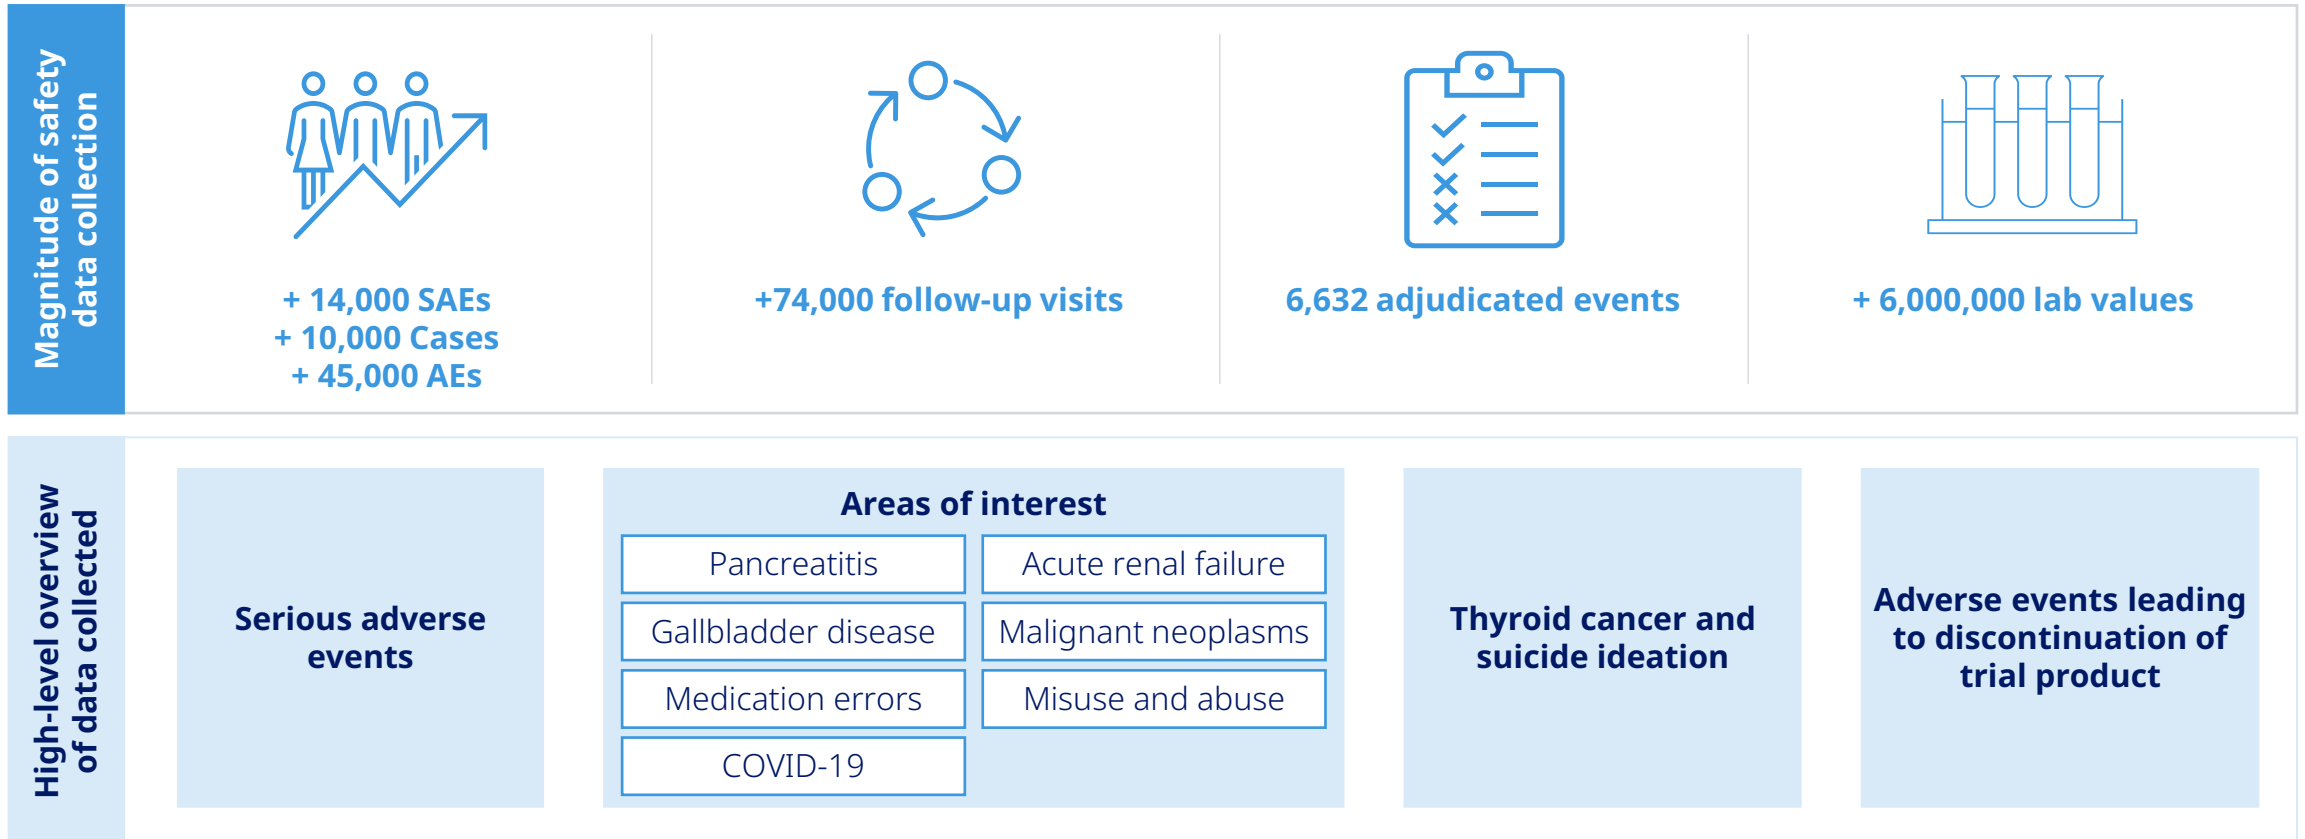 Magnitude of safety
data collection
+ 14,000 SAEs
+ 10,000 Cases
+ 45,000 AEs
+74,000 follow-up visits
6,632 adjudicated events
+ 6,000,000 lab values
High-level overview
of data collected
Serious adverse
events
Areas of interest
Pancreatitis
Acute renal failure
Gallbladder disease
Malignant neoplasms
Medication errors
Misuse and abuse
COVID-19
Thyroid cancer and
suicide ideation
Adverse events leading
to discontinuation of
trial product